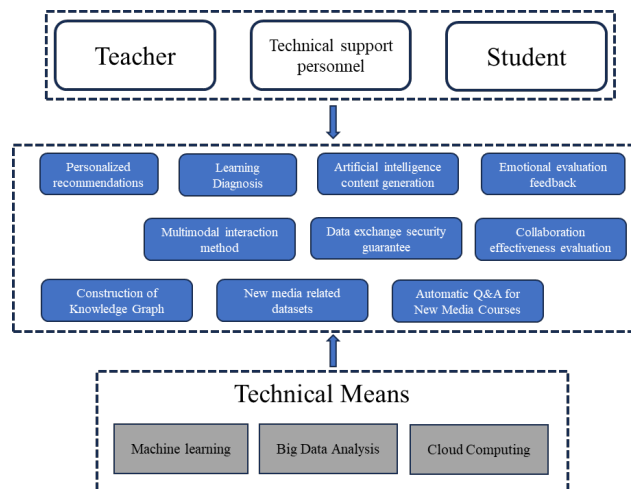 Teacher
Technical support
personnel
Student
Personalized
recommendations
Learning
Diagnosis
Artificial intelligence
content generation
Emotional evaluation
feedback
Multimodal interaction
method
Data exchange security
guarantee
Collaboration
effectiveness evaluation
Construction of
Knowledge Graph
New media related
datasets
Automatic Q&A for
New Media Courses
Technical Means
Machine learning
Big Data Analysis
Cloud Computing